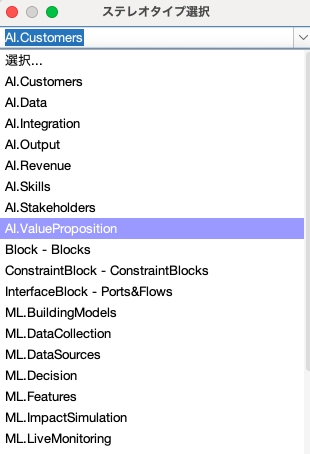 ステレオタイプ選択
AI.Customers
選択...
AI.Customers
AI.Data
AI.Integration
AI.Output
AI.Revenue
AI.Skills
AI.Stakeholders
AI.ValueProposition
Block - Blocks
ConstraintBlock - ConstraintBlocks
InterfaceBlock - Ports&Flows
ML.BuildingModels
ML.DataCollection
ML.DataSources
ML.Decision
ML.Features
ML.ImpactSimulation
ML.LiveMonitoring